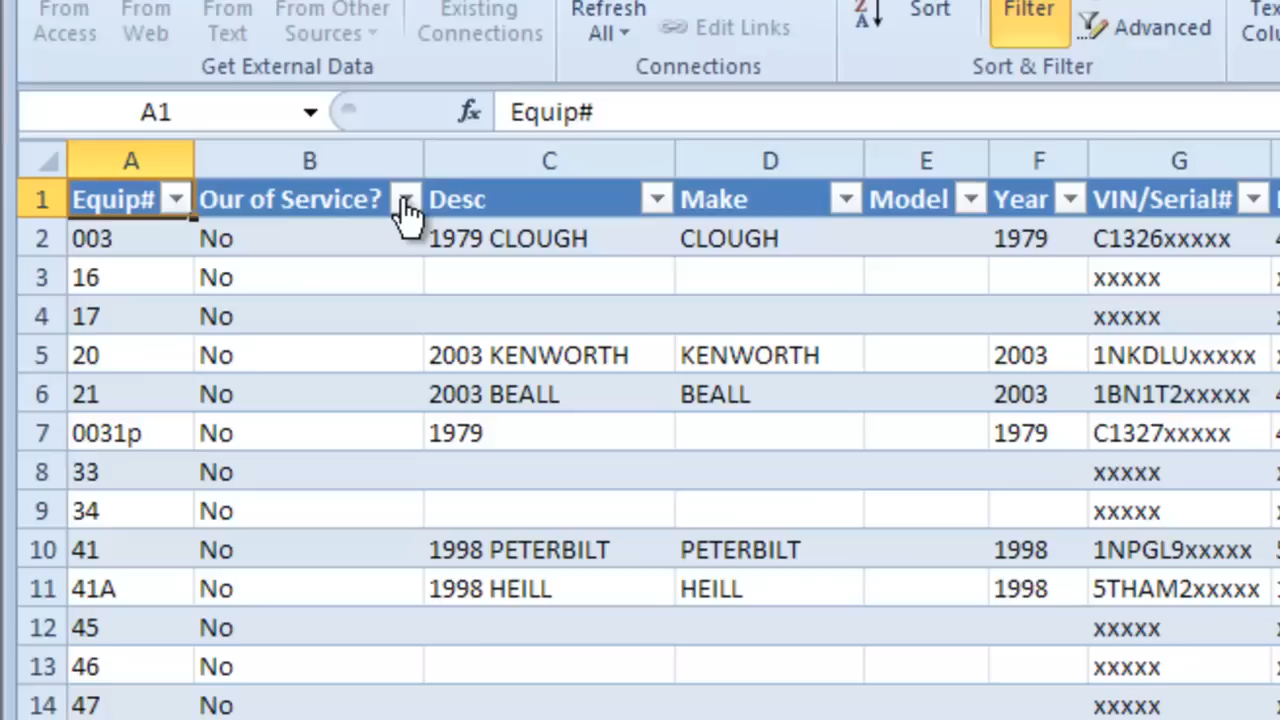 From Access
From Web
From Text
From Other Sources
Existing Connections
Refresh All
Edit Links
Sort
Filter
Advanced
Get External Data
Connections
Sort & Filter
A1
fx
Equip#
A B C D E F G
1 Equip# Our of Service? Desc Make Model Year VIN/Serial#
2 003 No 1979 CLOUGH CLOUGH 1979 C1326xxxxx
3 16 No xxxxx
4 17 No xxxxx
5 20 No 2003 KENWORTH KENWORTH 2003 1NKDLUxxxxx
6 21 No 2003 BEALL BEALL 2003 1BN1T2xxxxx
7 0031p No 1979 1979 C1327xxxxx
8 33 No xxxxx
9 34 No xxxxx
10 41 No 1998 PETERBILT PETERBILT 1998 1NPGL9xxxxx
11 41A No 1998 HEILL HEILL 1998 5THAM2xxxxx
12 45 No xxxxx
13 46 No xxxxx
14 47 No xxxxx